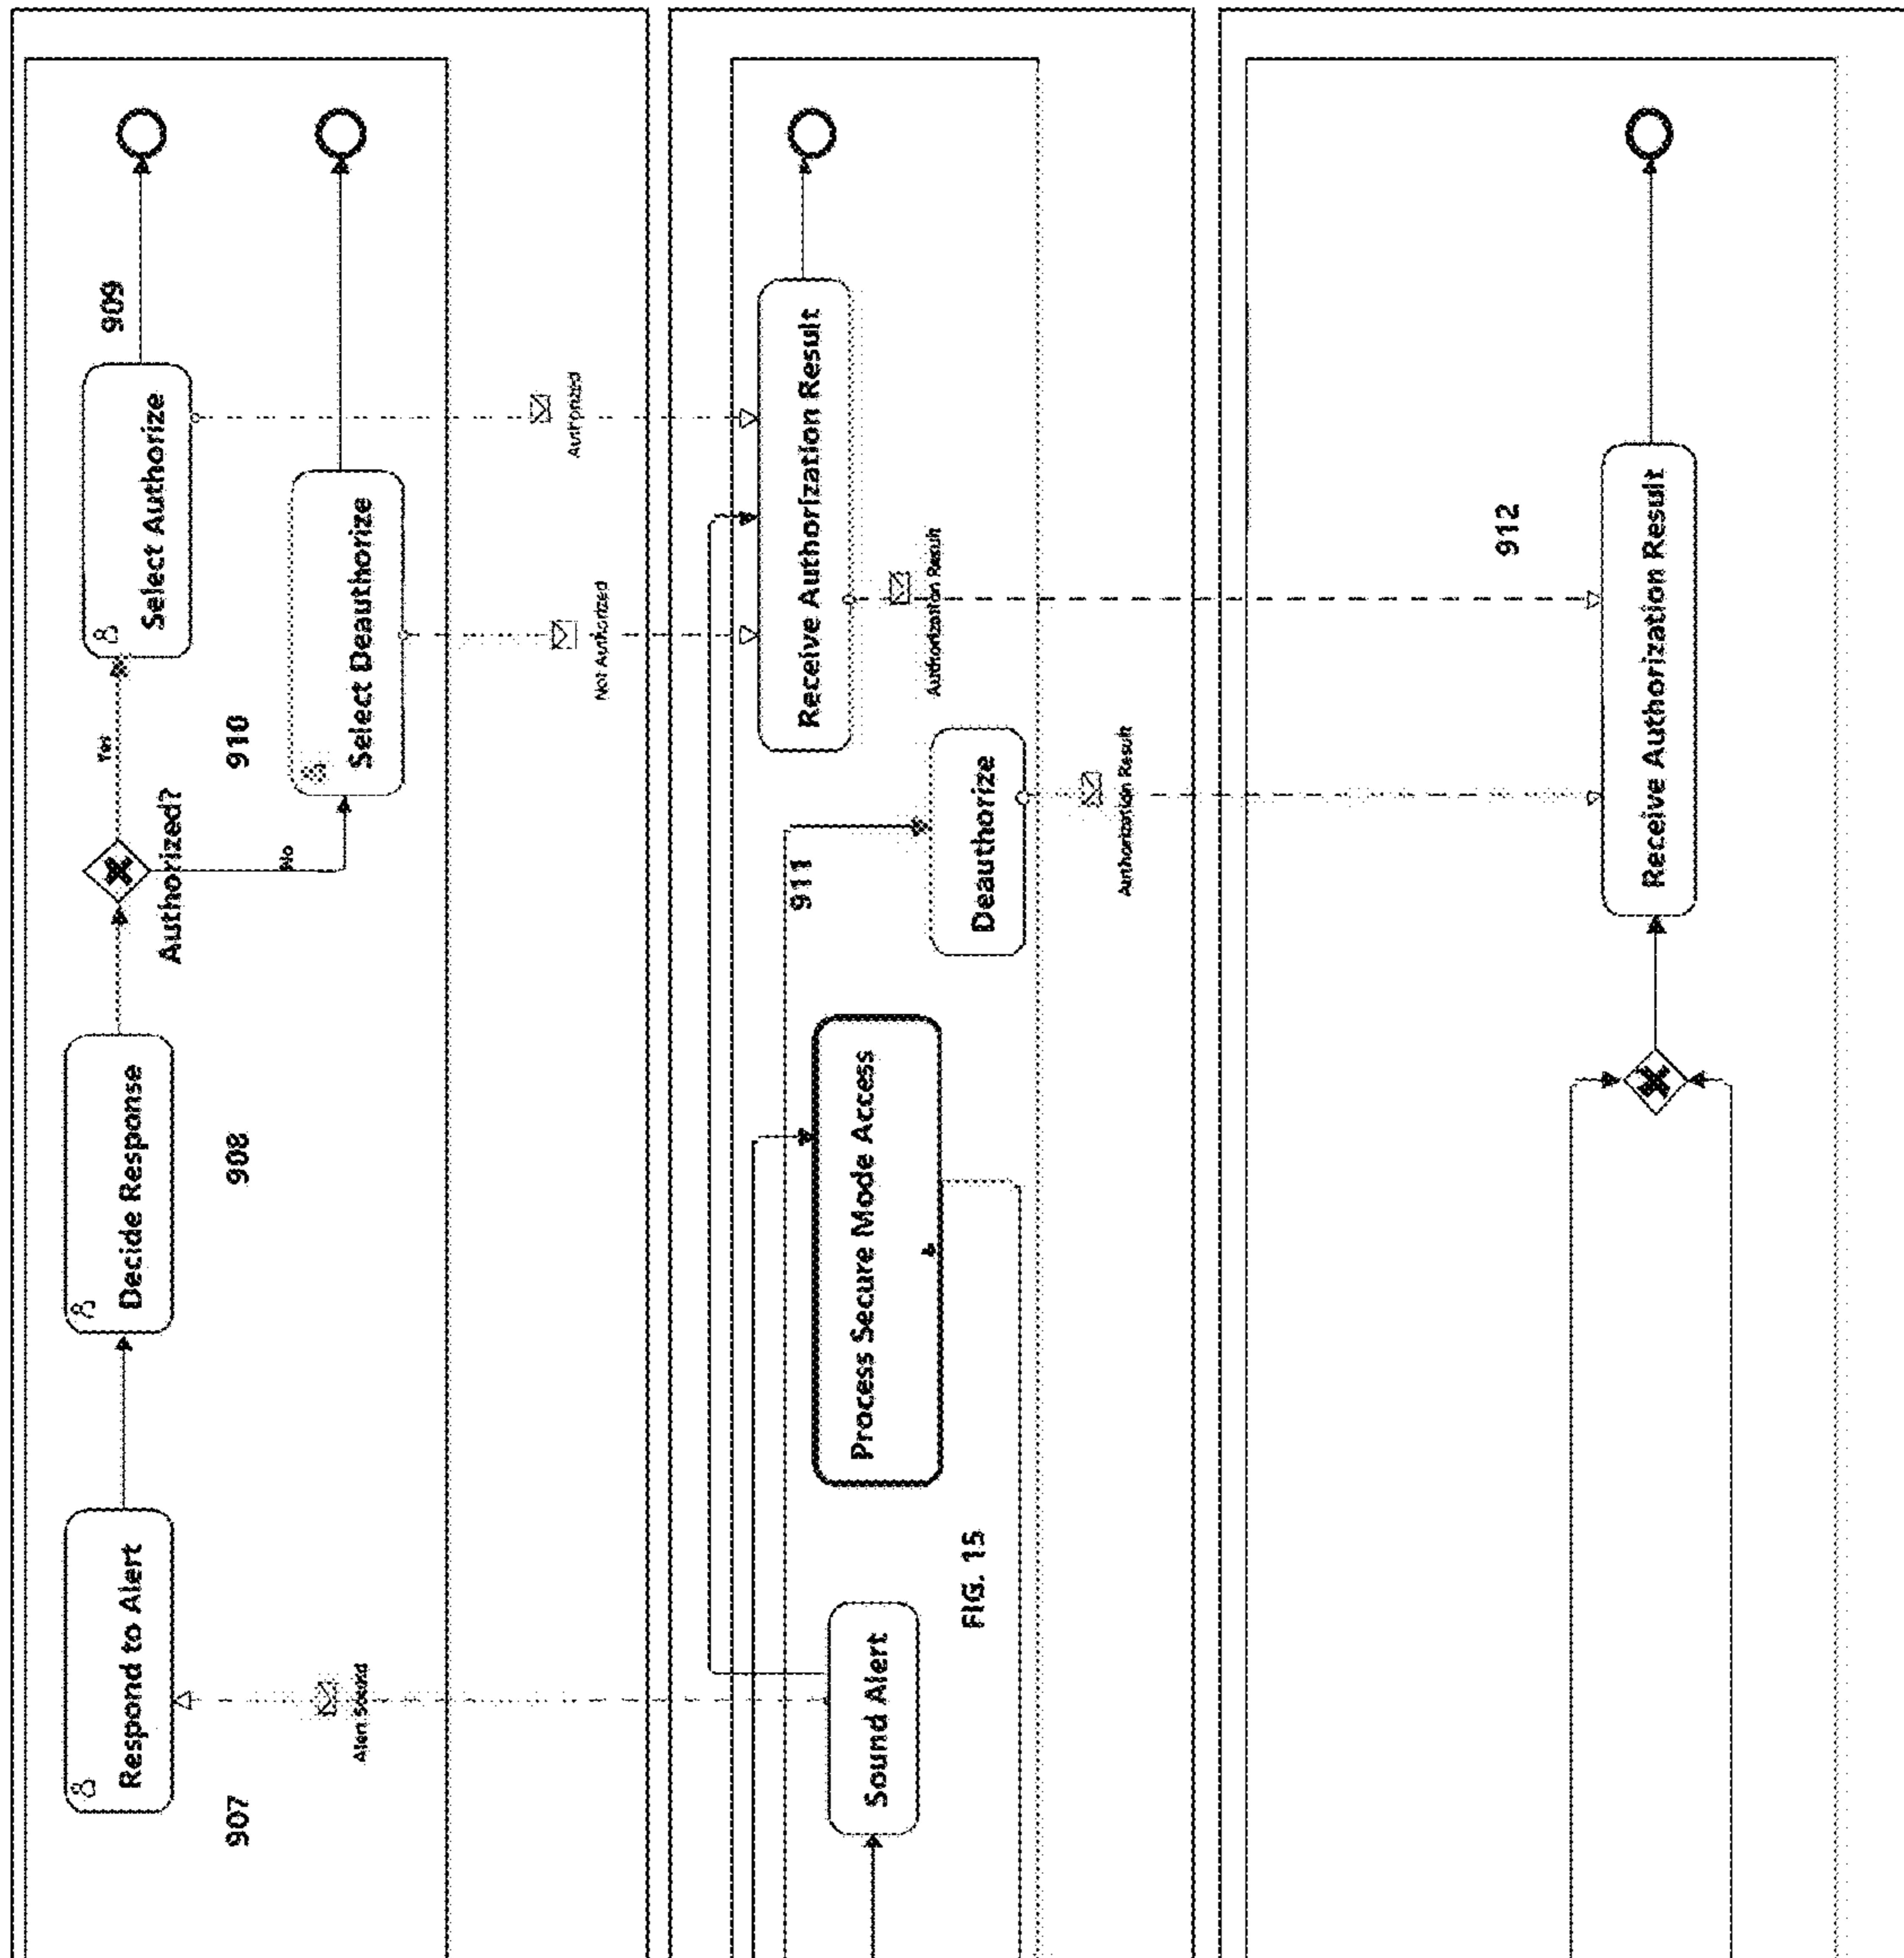 Respond to Alert
907
Decide Response
908
Authorized?
Yes
No
Select Authorize
909
Select Deauthorize
910
Alert Sound
Authorized
Not Authorized
Sound Alert
FIG. 15
Process Secure Mode Access
911
Deauthorize
Receive Authorization Result
Authorization Result
Authorization Result
Receive Authorization Result
912